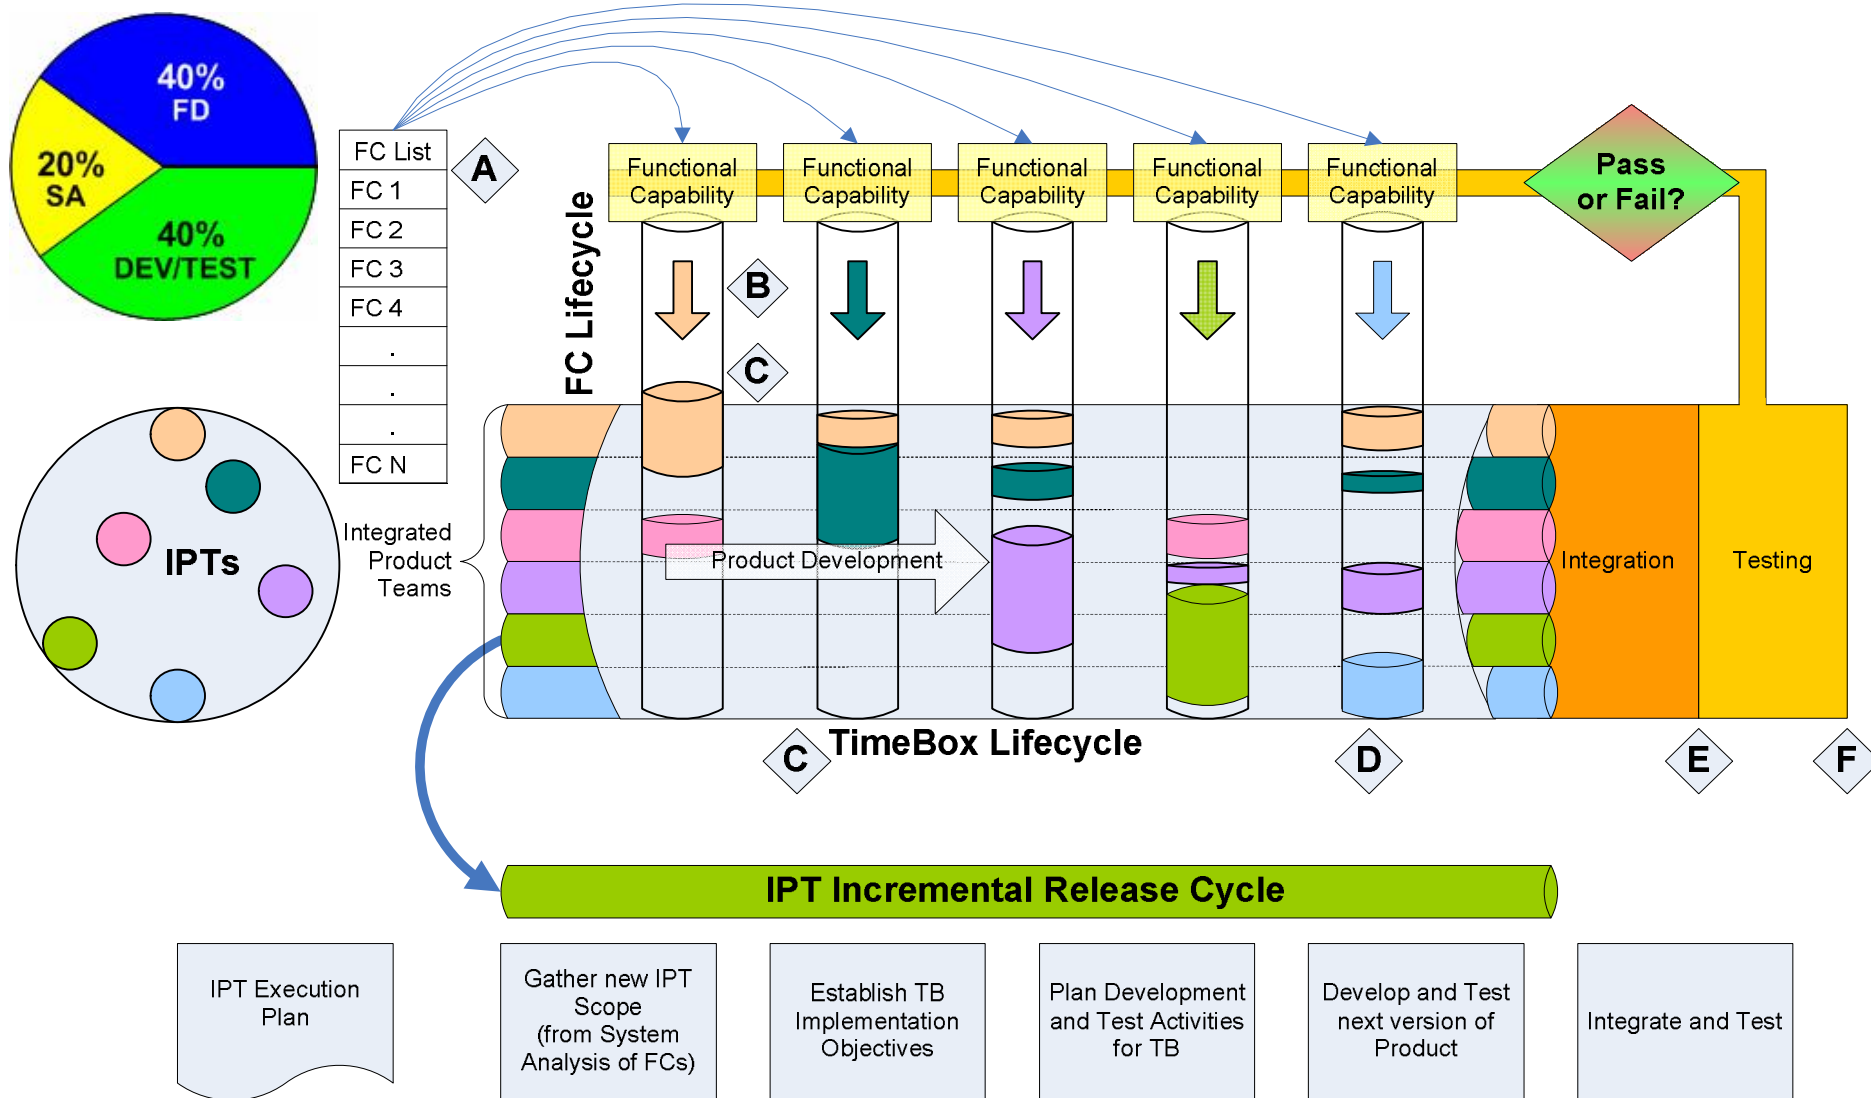 40%
FD
20%
SA
40%
DEV/TEST
FC List
FC 1
FC 2
FC 3
FC 4
.
.
.
FC N
A
Functional
Capability
Functional
Capability
Functional
Capability
Functional
Capability
Functional
Capability
Pass
or Fail?
FC Lifecycle
B
C
IPTs
Integrated
Product
Teams
Product Development
Integration
Testing
C
TimeBox Lifecycle
D
E
F
IPT Incremental Release Cycle
IPT Execution
Plan
Gather new IPT
Scope
(from System
Analysis of FCs)
Establish TB
Implementation
Objectives
Plan Development
and Test Activities
for TB
Develop and Test
next version of
Product
Integrate and Test